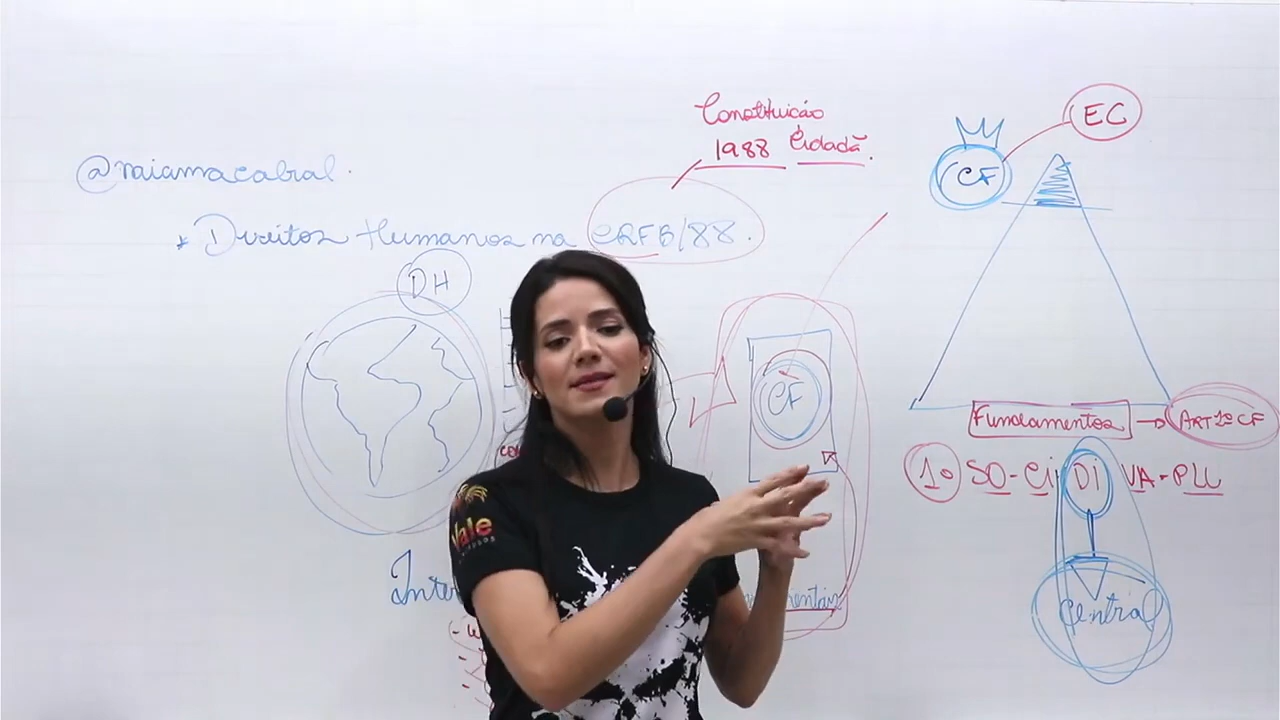 Constituição
1988 Cidadã.
EC
CF
@naiamacabral.
* Direitos Humanos na CRFB/88.
DH
CF
Fundamentos → ART 1º CF
1º SO-Ci-Di VA-PLU
Vale
Inter
Central